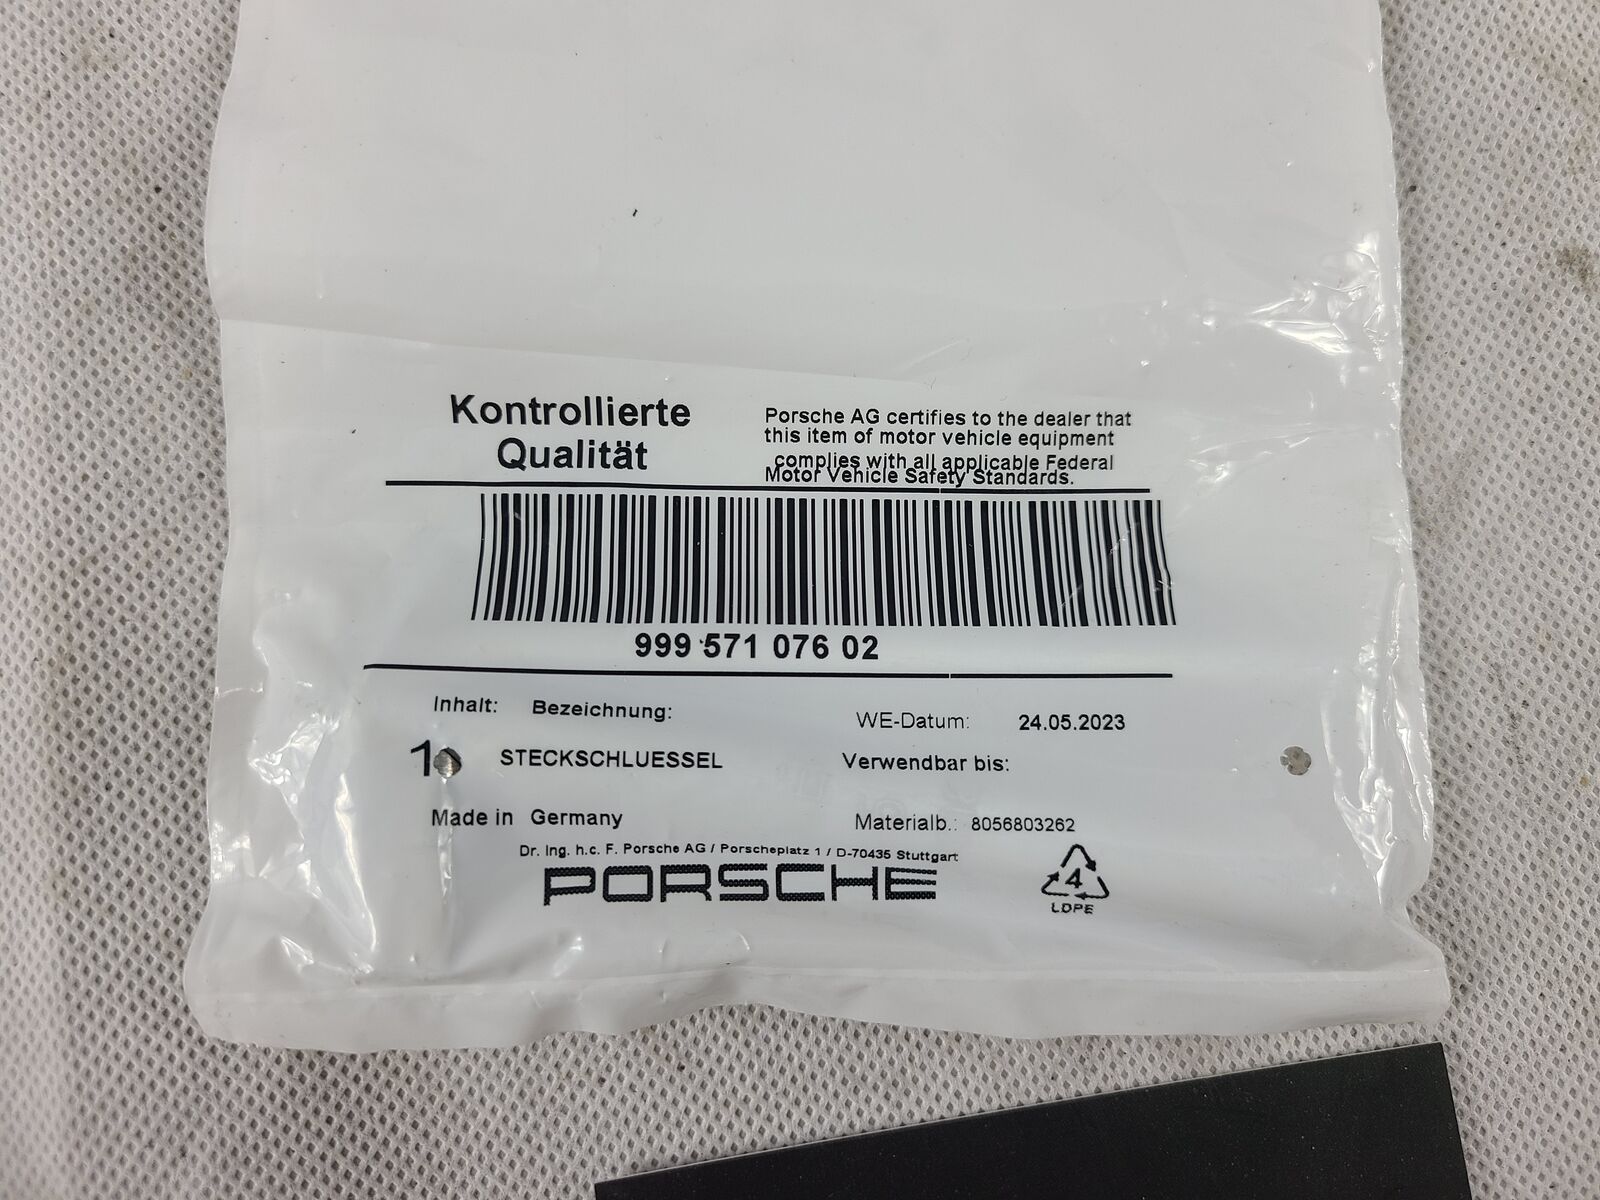 Kontrollierte
Qualität
Porsche AG certifies to the dealer that
this item of motor vehicle equipment
complies with all applicable Federal
Motor Vehicle Safety Standards.
999 571 076 02
Inhalt: Bezeichnung:
WE-Datum: 24.05.2023
1 STECKSCHLUESSEL
Verwendbar bis:
Made in Germany
Materialb.: 8056803262
Dr. Ing. h.c. F. Porsche AG / Porscheplatz 1 / D-70435 Stuttgart
PORSCHE
4
LDPE